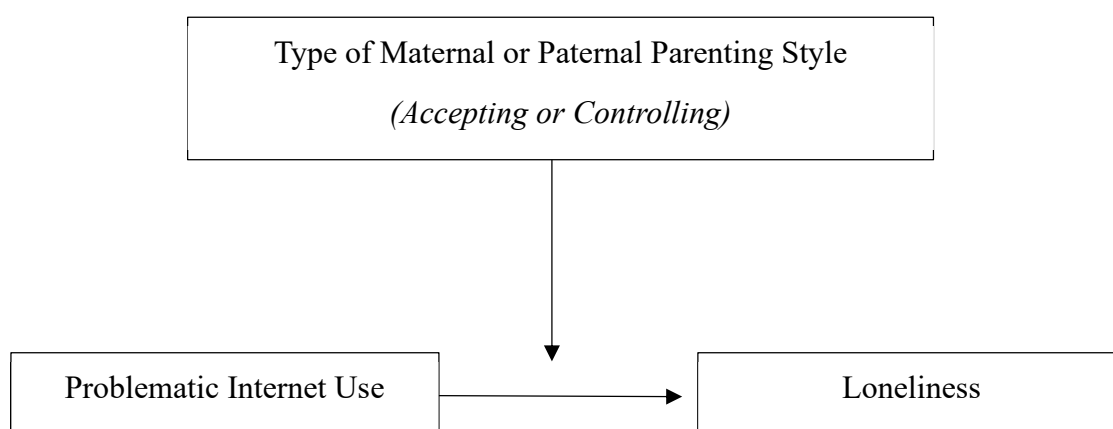 Type of Maternal or Paternal Parenting Style
(Accepting or Controlling)
Problematic Internet Use
Loneliness